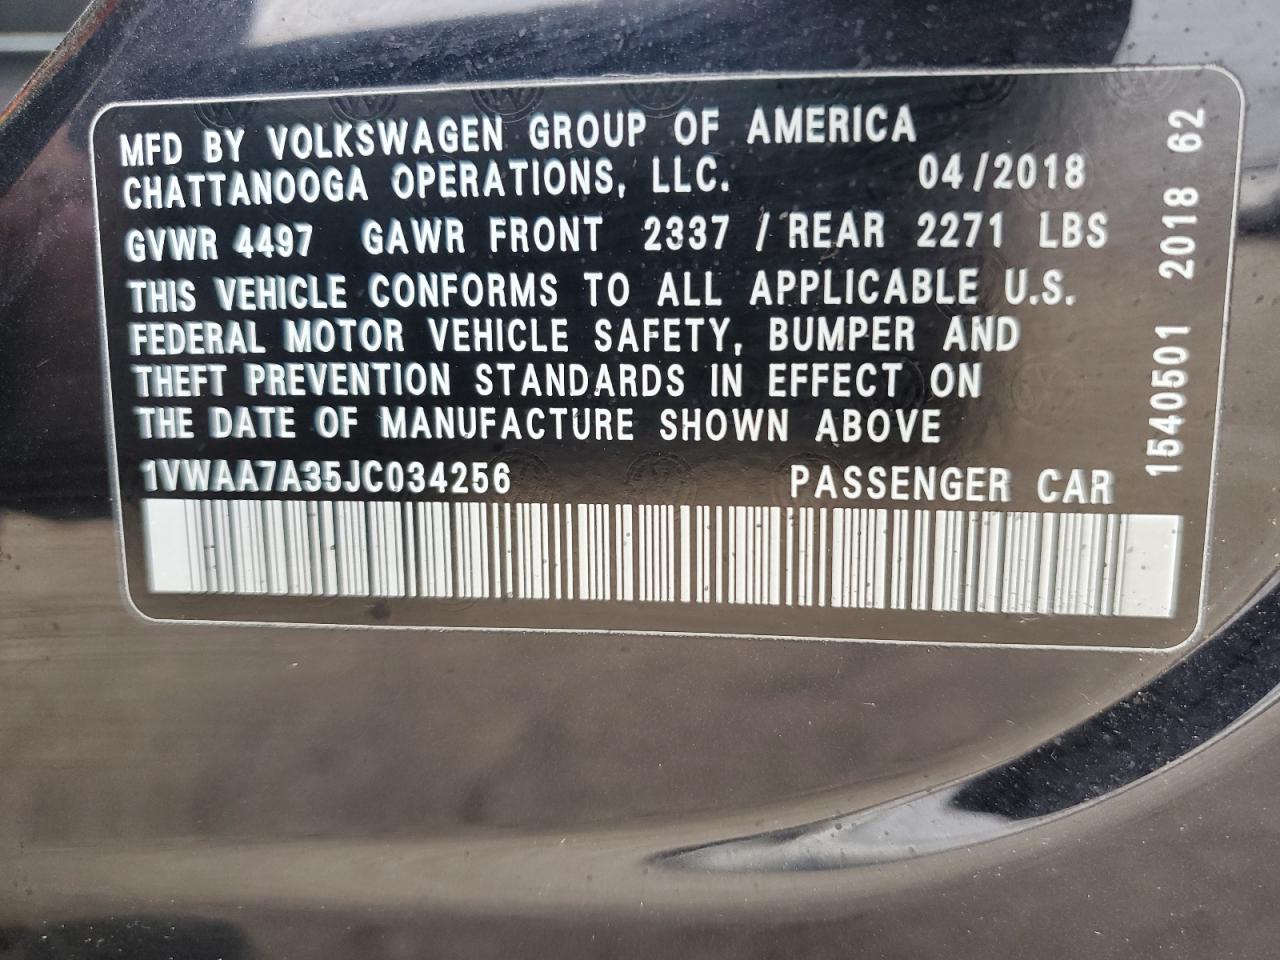 MFD BY VOLKSWAGEN GROUP OF AMERICA
CHATTANOOGA OPERATIONS, LLC. 04/2018
GVWR 4497 GAWR FRONT 2337 / REAR 2271 LBS
THIS VEHICLE CONFORMS TO ALL APPLICABLE U.S.
FEDERAL MOTOR VEHICLE SAFETY, BUMPER AND
THEFT PREVENTION STANDARDS IN EFFECT ON
THE DATE OF MANUFACTURE SHOWN ABOVE
1VWAA7A35JC034256 PASSENGER CAR
1540501 2018 62